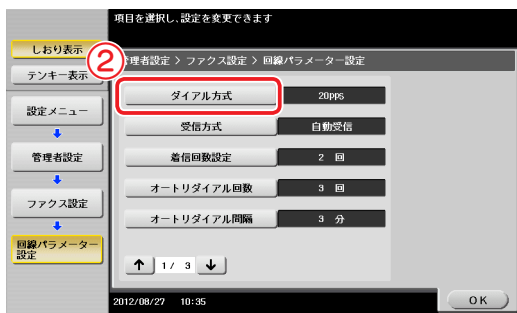 項目を選択し、設定を変更できます
しおり表示
テンキー表示
設定メニュー
管理者設定
ファクス設定
回線パラメーター
設定
②
理者設定 > ファクス設定 > 回線パラメーター設定
ダイアル方式 20pps
受信方式 自動受信
着信回数設定 2 回
オートリダイアル回数 3 回
オートリダイアル間隔 3 分
↑ 1/ 3 ↓
2012/08/27 10:35
OK